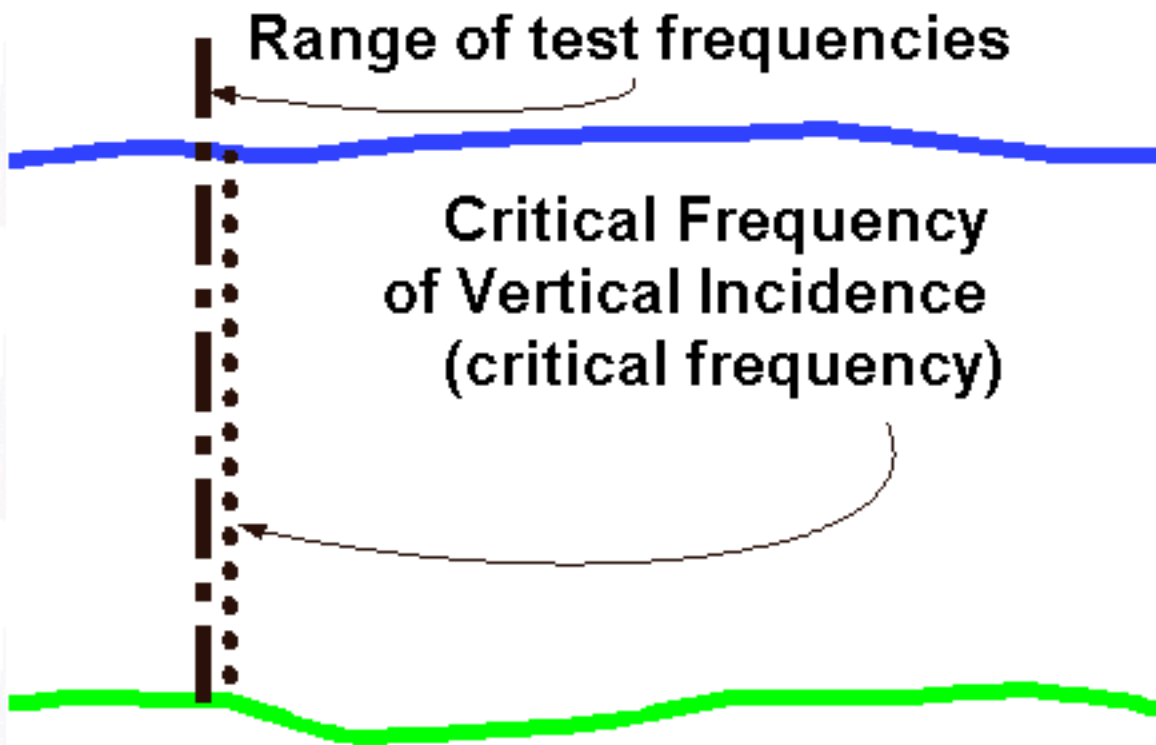 Range of test frequencies
Critical Frequency
of Vertical Incidence
(critical frequency)